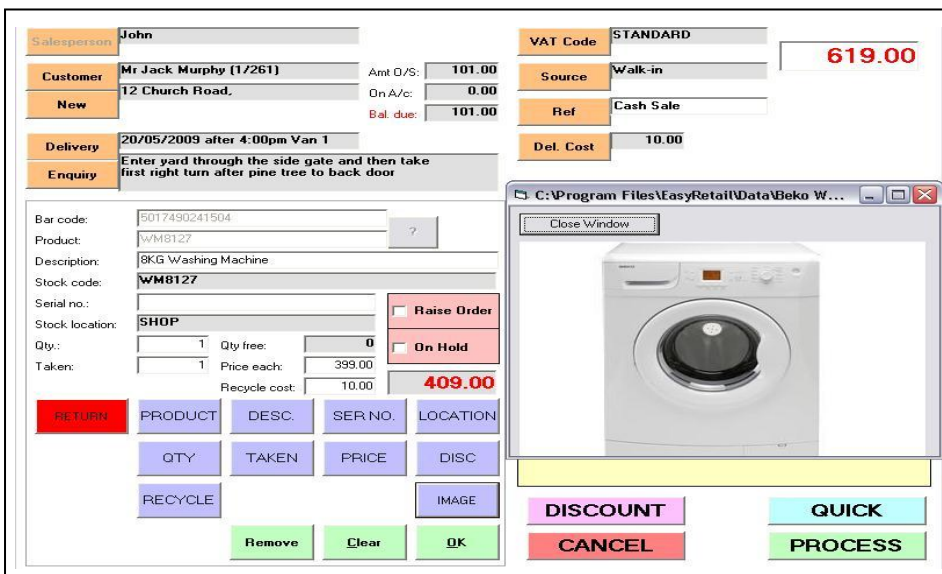 Salesperson John
Customer Mr Jack Murphy (1/261) Amt O/S: 101.00
New 12 Church Road, On A/c: 0.00
Bal. due: 101.00
Delivery 20/05/2009 after 4:00pm Van 1
Enquiry Enter yard through the side gate and then take
first right turn after pine tree to back door
VAT Code STANDARD 619.00
Source Walk-in
Ref Cash Sale
Del. Cost 10.00
Bar code: 5017490241504
Product: WM8127 ?
Description: 8KG Washing Machine
Stock code: WM8127
Serial no.:
Stock location: SHOP
Raise Order
Qty.: 1 Qty free: 0 On Hold
Taken: 1 Price each: 399.00
Recycle cost: 10.00 409.00
RETURN PRODUCT DESC. SER NO. LOCATION
QTY TAKEN PRICE DISC
RECYCLE IMAGE
Remove Clear OK
C:\Program Files\EasyRetail\Data\Beko W...
Close Window
DISCOUNT QUICK
CANCEL PROCESS